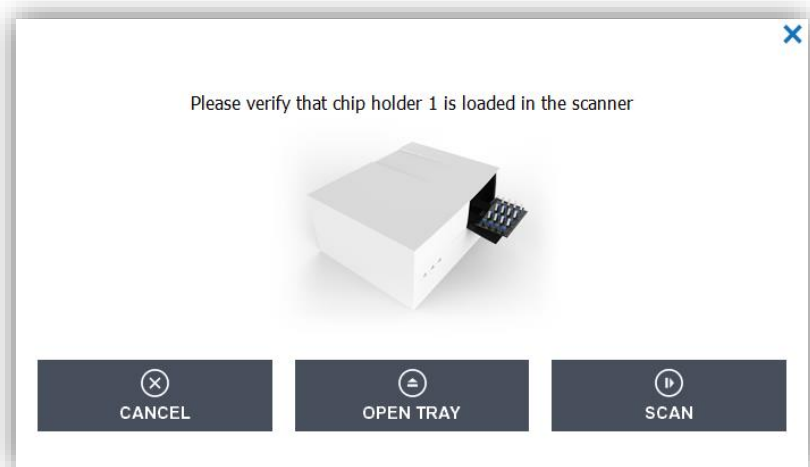 Please verify that chip holder 1 is loaded in the scanner
CANCEL
OPEN TRAY
SCAN